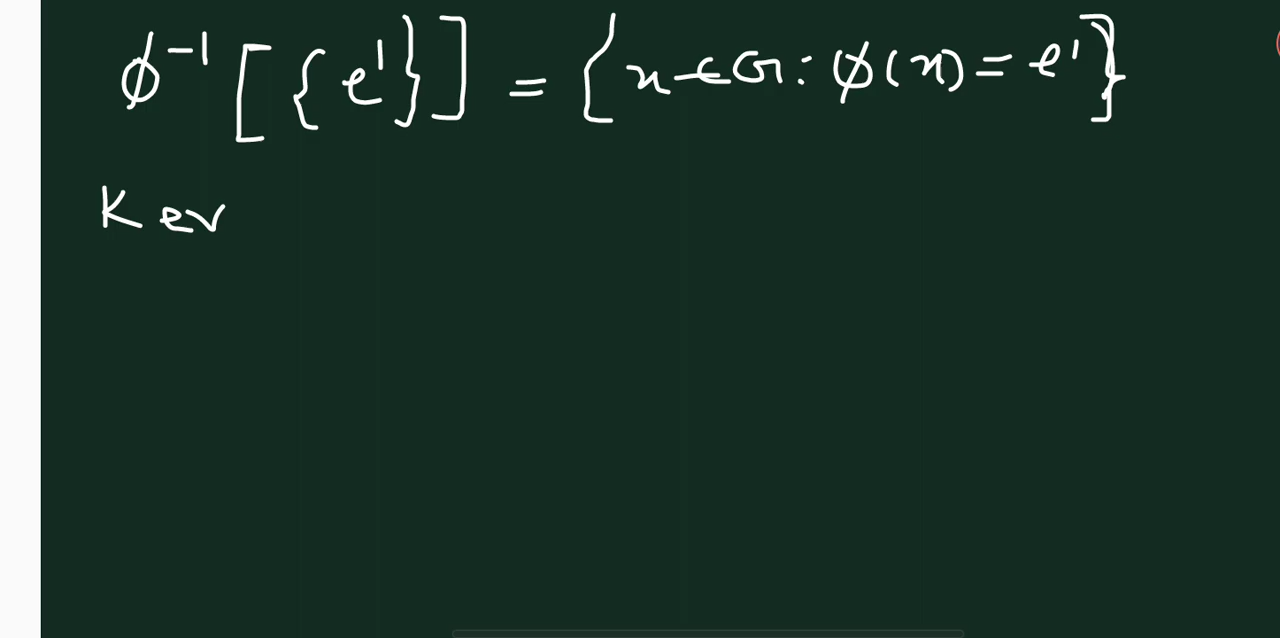 ϕ⁻¹[{e'}] = {x ∈ G : ϕ(x) = e'}
Ker